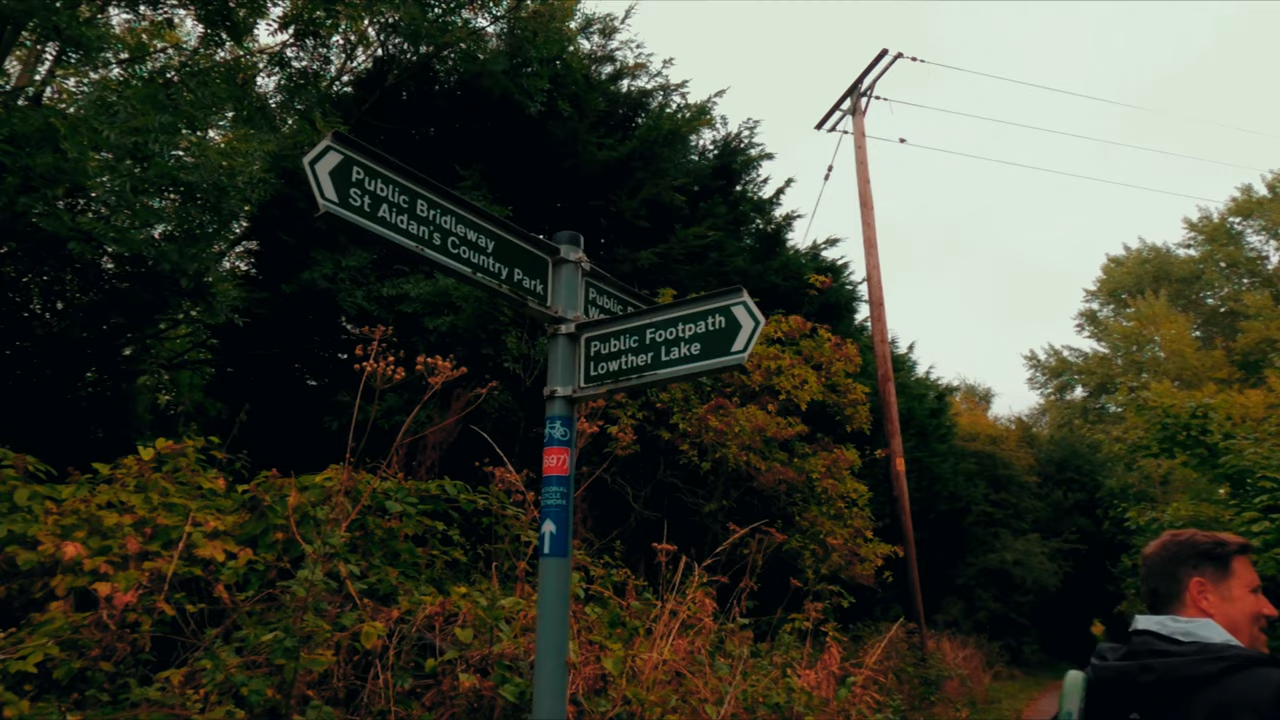 Public Bridleway
St Aidan's Country Park
Public
Public Footpath
Lowther Lake
697